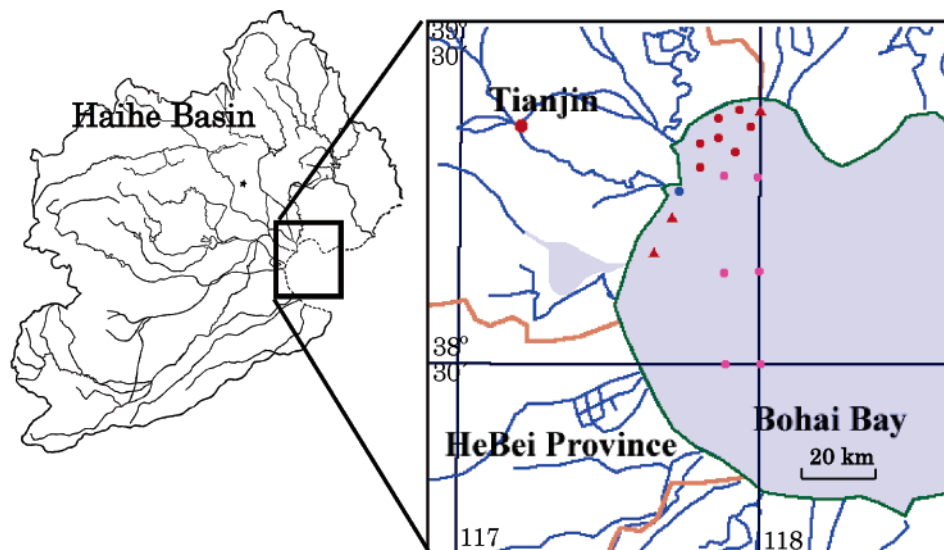 Haihe Basin
39°
30'
Tianjin
38°
30'
HeBei Province
Bohai Bay
20 km
117
118